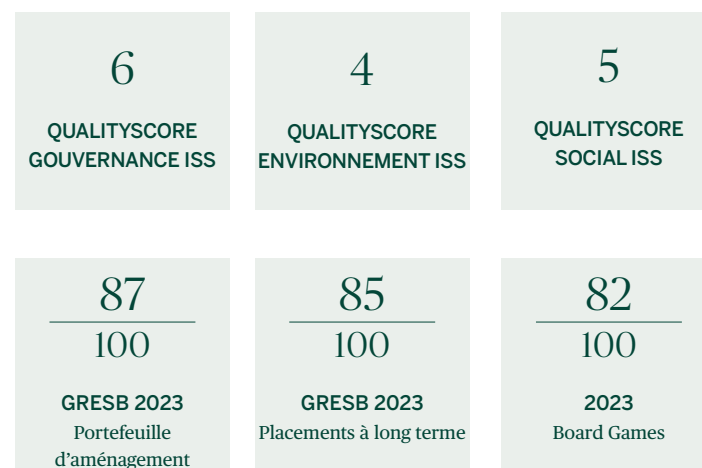 6
QUALITYSCORE
GOUVERNANCE ISS
4
QUALITYSCORE
ENVIRONNEMENT ISS
5
QUALITYSCORE
SOCIAL ISS
87
100
GRESB 2023
Portefeuille
d'aménagement
85
100
GRESB 2023
Placements à long terme
82
100
2023
Board Games